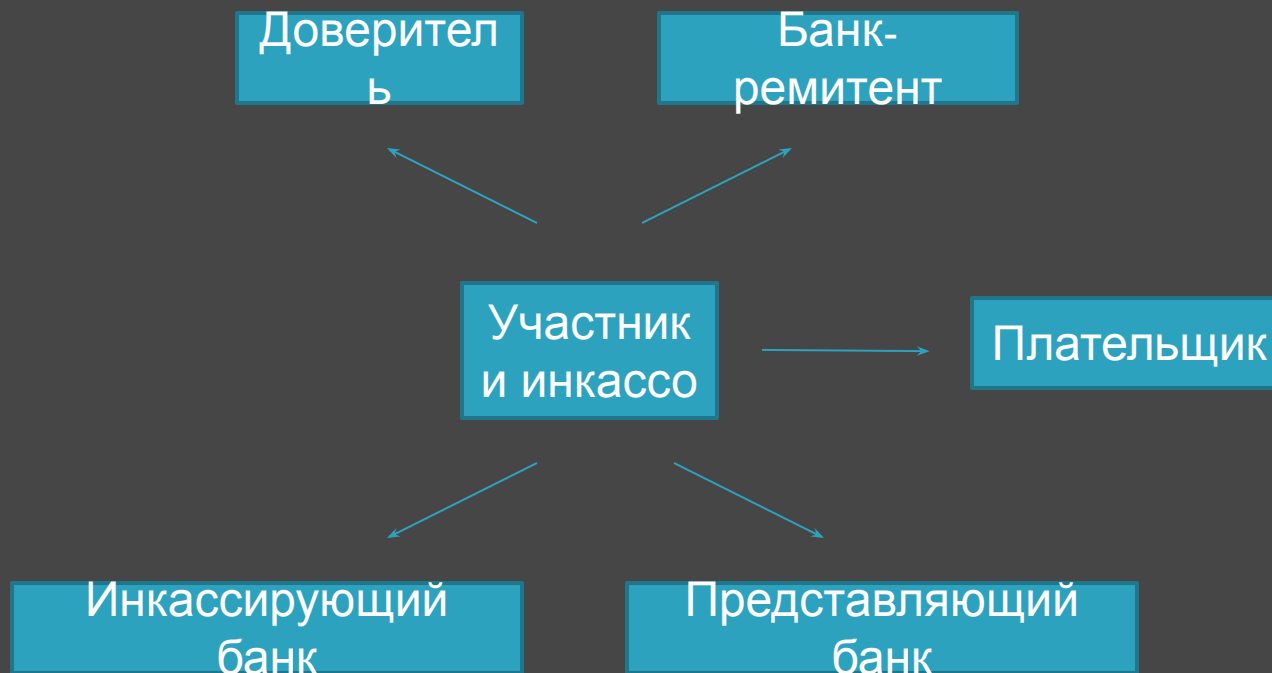 Доверител
ь
Банк-
ремитент
Участник
и инкассо
Плательщик
Инкассирующий
банк
Представляющий
банк